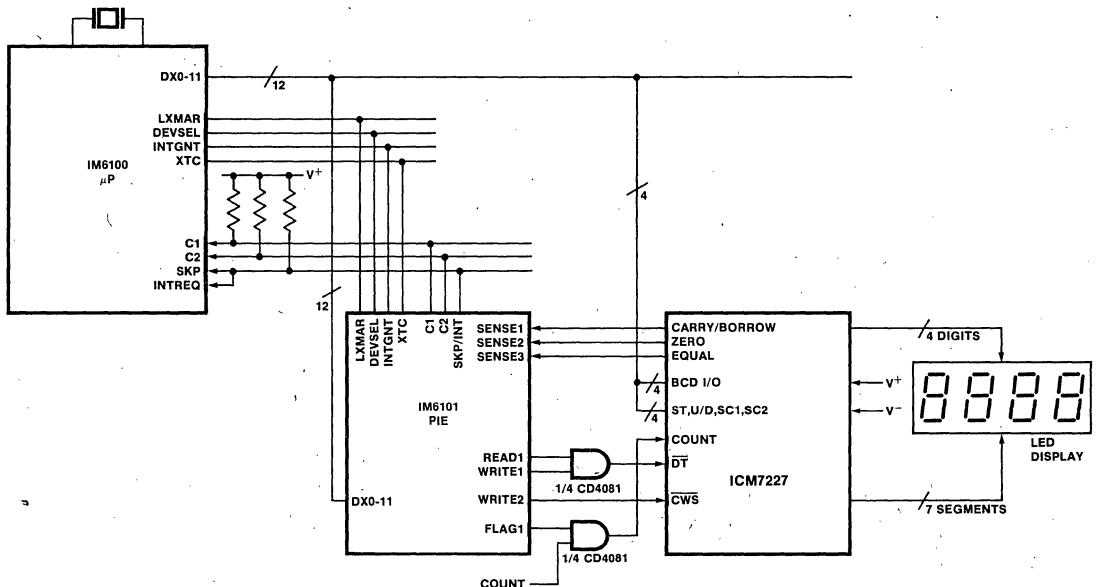 DX0-11
12
LXMAR
DEVSEL
INTGNT
XTC
IM6100
μP
V+
4
C1
C2
SKP
INTREQ
12
LXMAR
DEVSEL
INTGNT
XTC
C1
C2
SKP/INT
SENSE1
SENSE2
SENSE3
CARRY/BORROW
ZERO
EQUAL
4 DIGITS
4
BCD I/O
V+
4
ST,U/D,SC1,SC2
V-
IM6101
PIE
COUNT
LED
DISPLAY
READ1
WRITE1
DT
1/4 CD4081
ICM7227
DX0-11
WRITE2
CWS
7 SEGMENTS
FLAG1
1/4 CD4081
COUNT